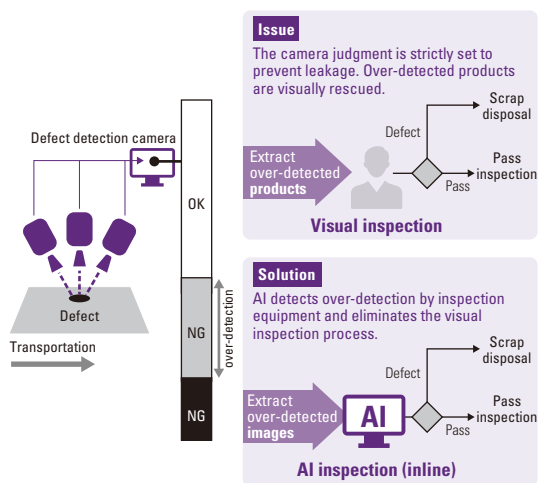 Issue
The camera judgment is strictly set to
prevent leakage. Over-detected products
are visually rescued.
Defect detection camera
Scrap
disposal
Defect
Extract
over-detected
products
Pass
inspection
Pass
Visual inspection
OK
NG
over-detection
NG
Defect
Transportation
Solution
AI detects over-detection by inspection
equipment and eliminates the visual
inspection process.
Scrap
disposal
Defect
Extract
over-detected
images
AI
Pass
inspection
Pass
AI inspection (inline)